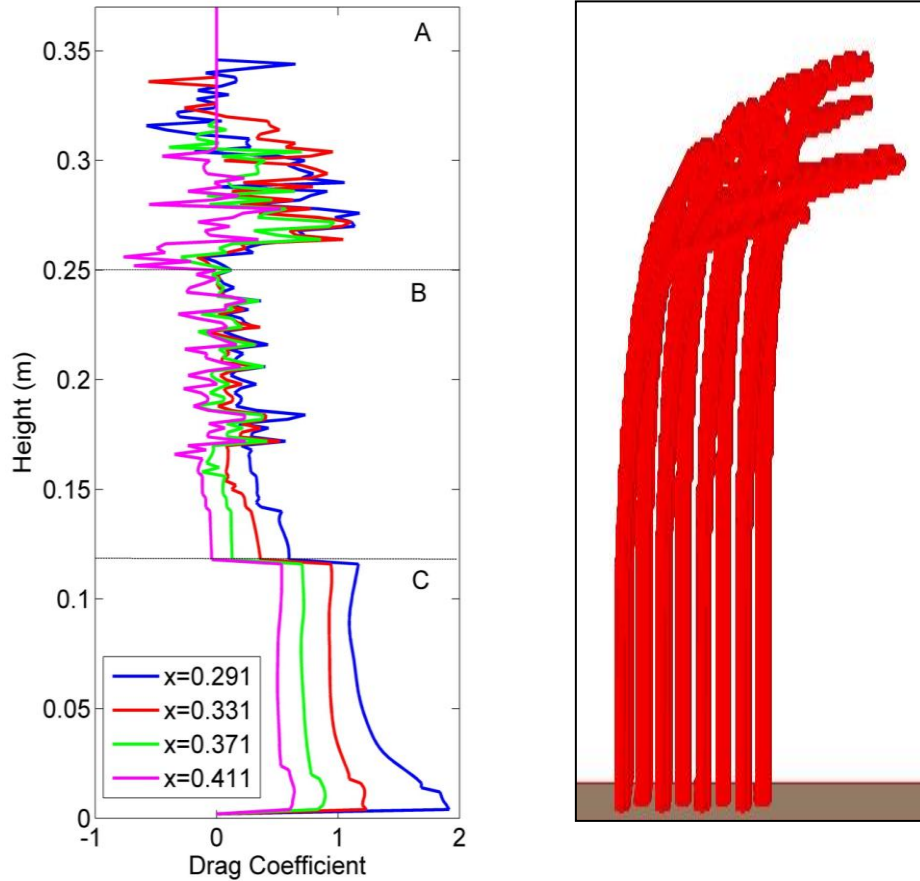 0.35
0.3
0.25
0.2
0.15
0.1
0.05
0
Height (m)
A
B
C
x=0.291
x=0.331
x=0.371
x=0.411
-1 0 1 2
Drag Coefficient